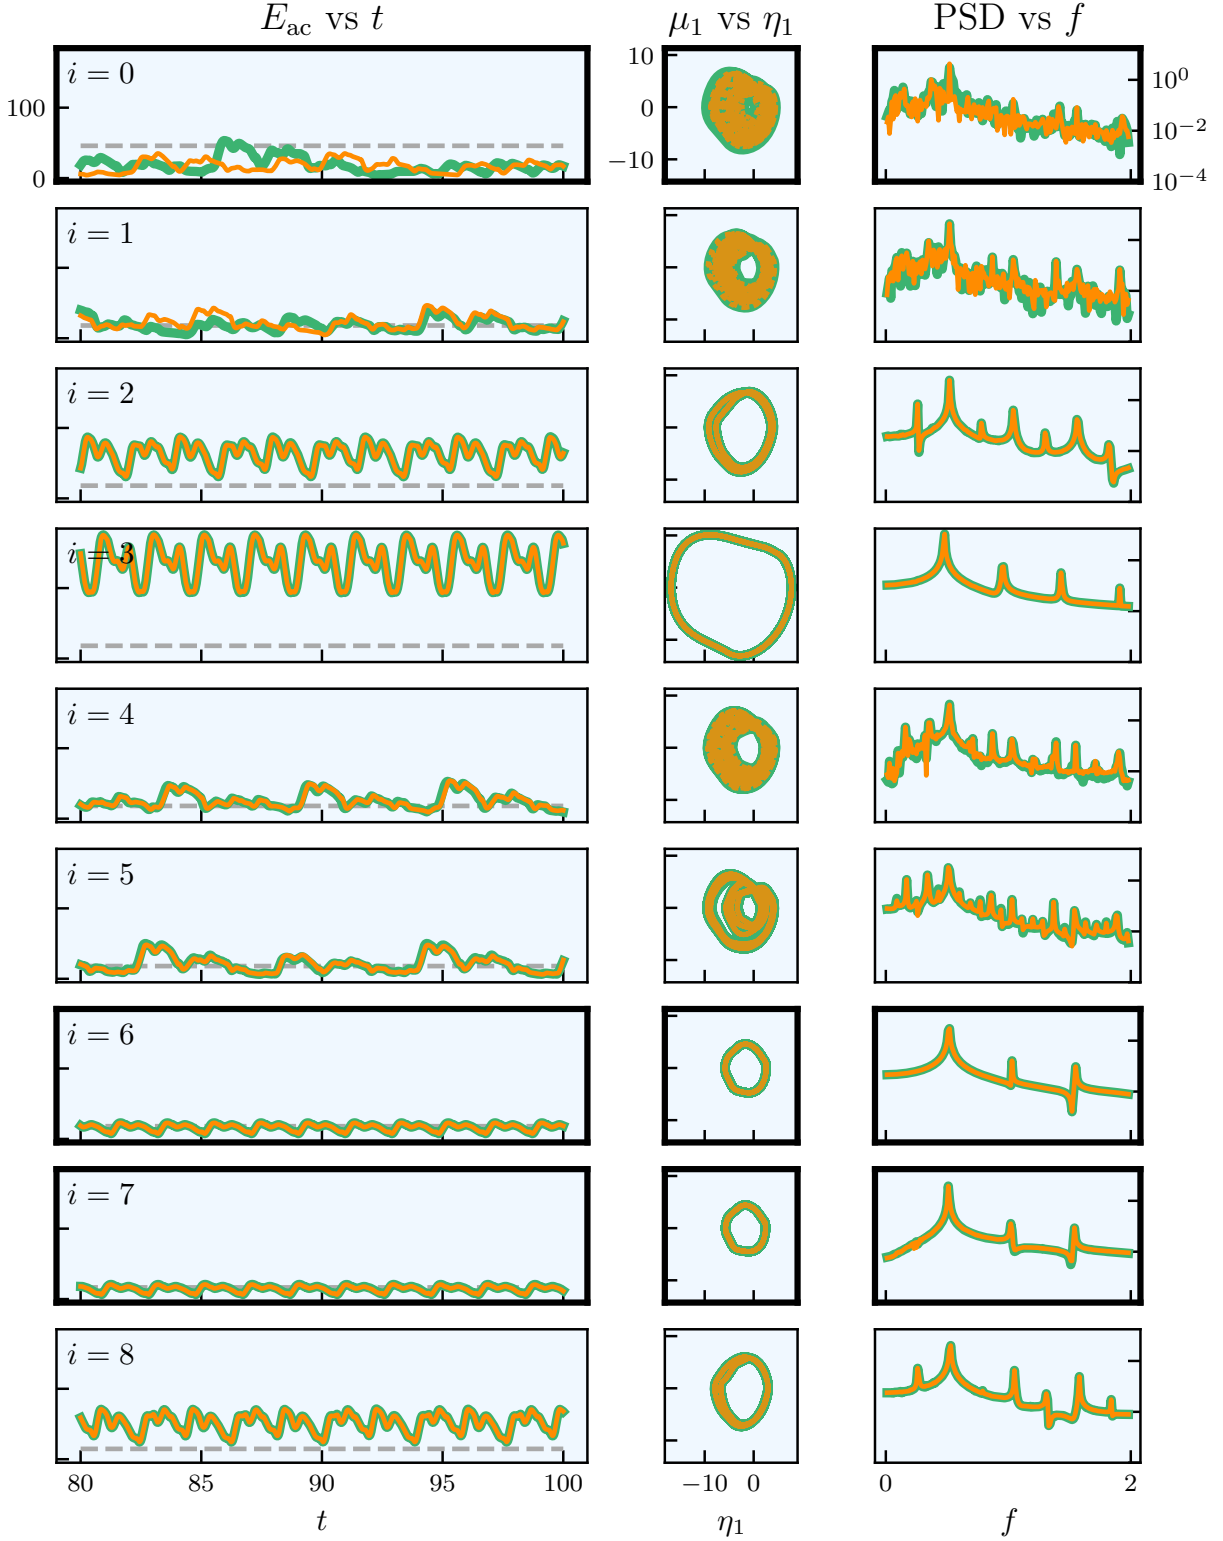 E_ac vs t
μ_1 vs η_1
PSD vs f
i = 0
100
0
10
0
−10
10^0
10^−2
10^−4
i = 1
i = 2
i = 3
i = 4
i = 5
i = 6
i = 7
i = 8
80
85
90
95
100
−10
0
0
2
t
η_1
f